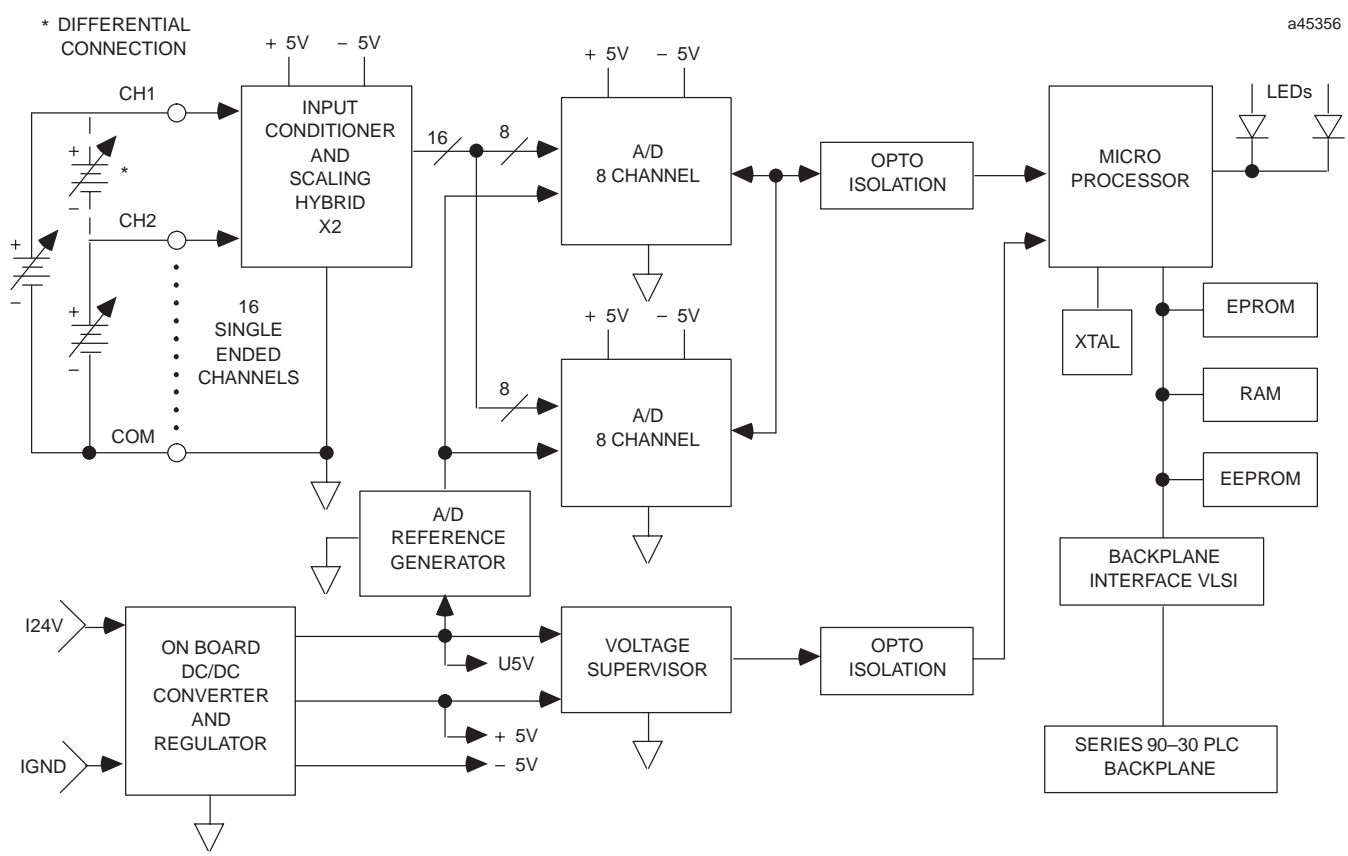 * DIFFERENTIAL
CONNECTION
a45356
+ 5V
– 5V
+ 5V
– 5V
LEDs
CH1
INPUT
CONDITIONER
AND
SCALING
HYBRID
X2
16
8
A/D
8 CHANNEL
OPTO
ISOLATION
MICRO
PROCESSOR
+
*
–
CH2
+
–
+
–
16
SINGLE
ENDED
CHANNELS
+ 5V
– 5V
XTAL
EPROM
RAM
EEPROM
8
A/D
8 CHANNEL
COM
A/D
REFERENCE
GENERATOR
BACKPLANE
INTERFACE VLSI
I24V
IGND
ON BOARD
DC/DC
CONVERTER
AND
REGULATOR
U5V
+ 5V
– 5V
VOLTAGE
SUPERVISOR
OPTO
ISOLATION
SERIES 90–30 PLC
BACKPLANE